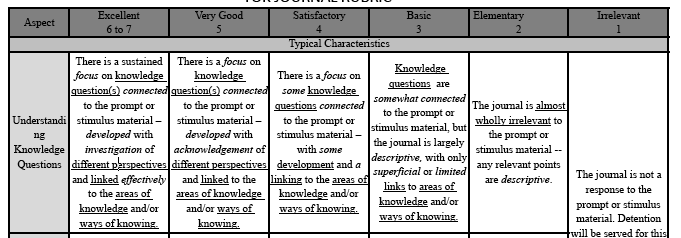 FOR JOURNAL RUBRIC
Aspect
Excellent
6 to 7
Very Good
5
Satisfactory
4
Basic
3
Elementary
2
Irrelevant
1
Typical Characteristics
Understandi
ng
Knowledge
Questions
There is a sustained
focus on knowledge
question(s) connected
to the prompt or
stimulus material –
developed with
investigation of
different perspectives
and linked effectively
to the areas of
knowledge and/or
ways of knowing.
There is a focus on
knowledge
question(s) connected
to the prompt or
stimulus material –
developed with
acknowledgement of
different perspectives
and linked to the
areas of knowledge
and/or ways of
knowing.
There is a focus on
some knowledge
questions connected
to the prompt or
stimulus material –
with some
development and a
linking to the areas of
knowledge and/or
ways of knowing.
Knowledge
questions are
somewhat connected
to the prompt or
stimulus material, but
the journal is largely
descriptive, with only
superficial or limited
links to areas of
knowledge and/or
ways of knowing.
The journal is almost
wholly irrelevant to
the prompt or
stimulus material --
any relevant points
are descriptive.
The journal is not a
response to the
prompt or stimulus
material. Detention
will be served for this